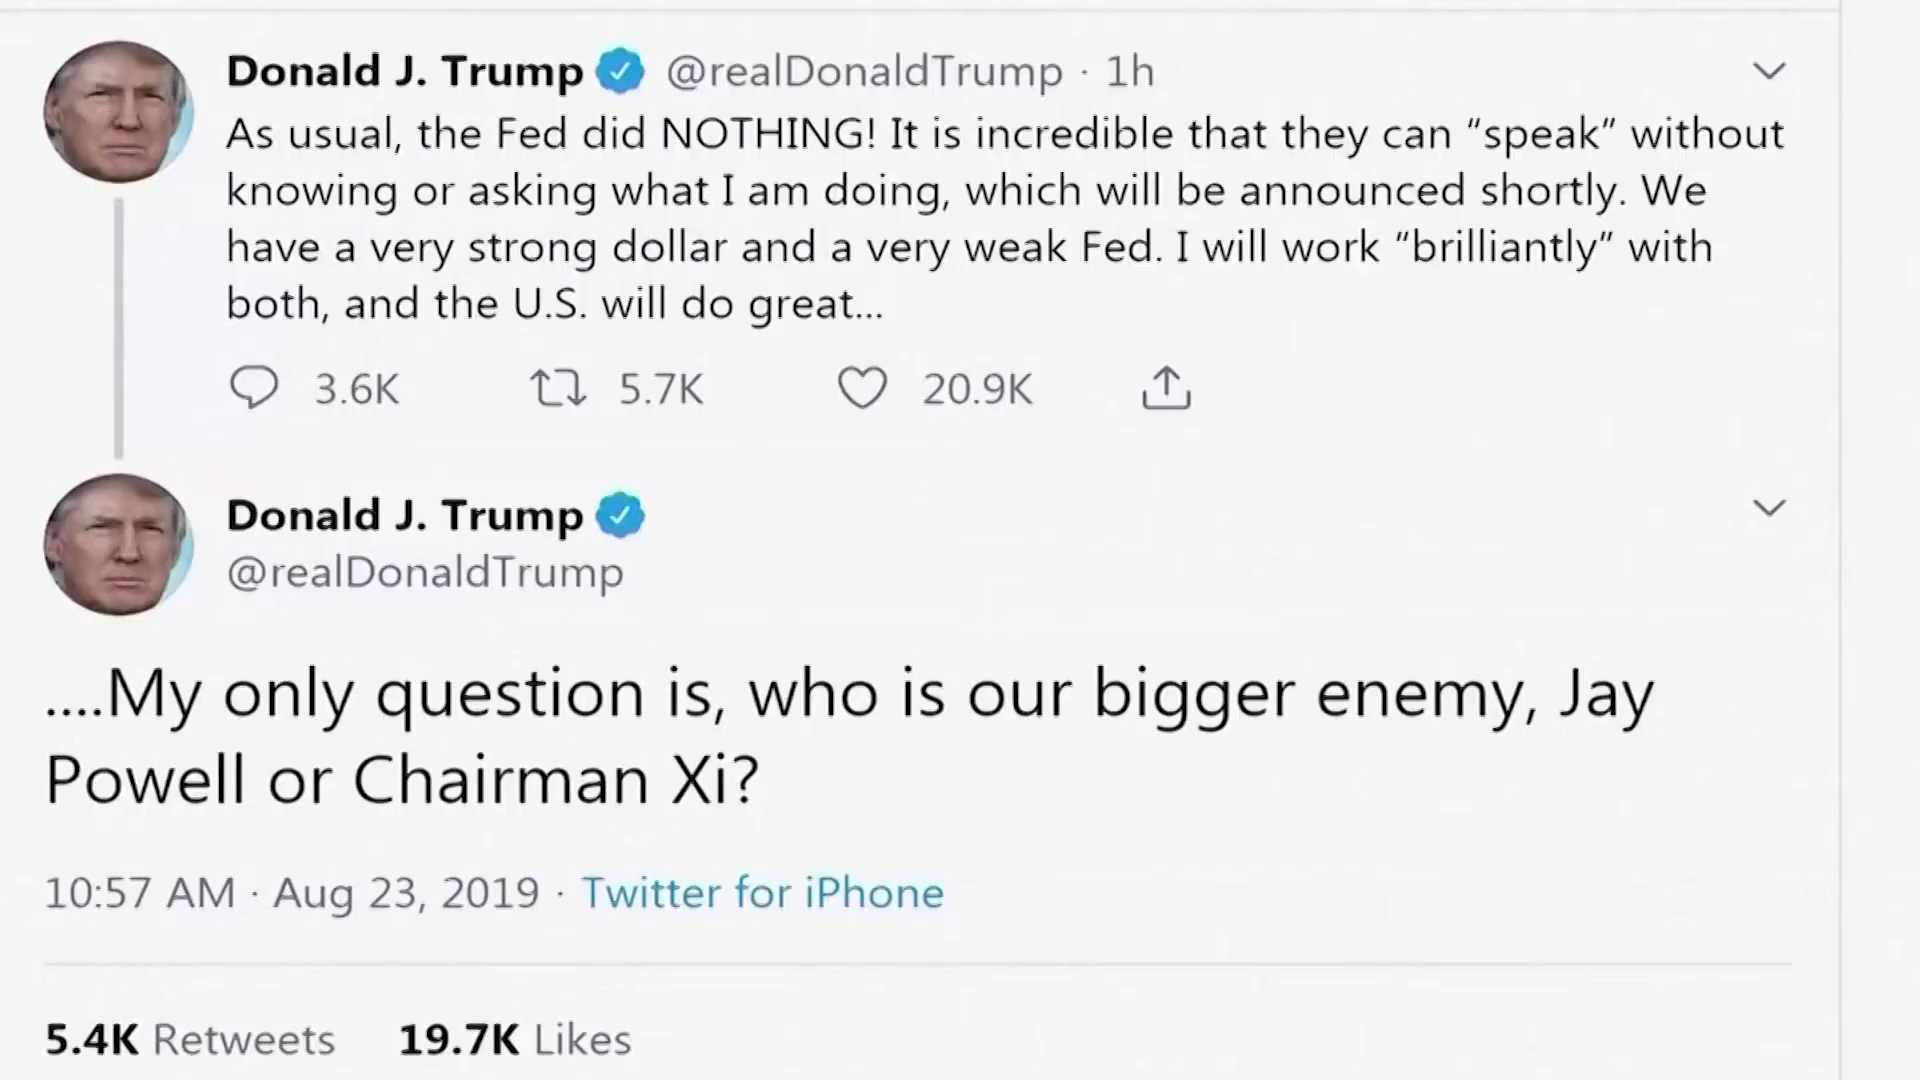 Donald J. Trump @realDonaldTrump · 1h
As usual, the Fed did NOTHING! It is incredible that they can “speak” without
knowing or asking what I am doing, which will be announced shortly. We
have a very strong dollar and a very weak Fed. I will work “brilliantly” with
both, and the U.S. will do great...
3.6K 5.7K 20.9K
Donald J. Trump
@realDonaldTrump
....My only question is, who is our bigger enemy, Jay
Powell or Chairman Xi?
10:57 AM · Aug 23, 2019 · Twitter for iPhone
5.4K Retweets 19.7K Likes